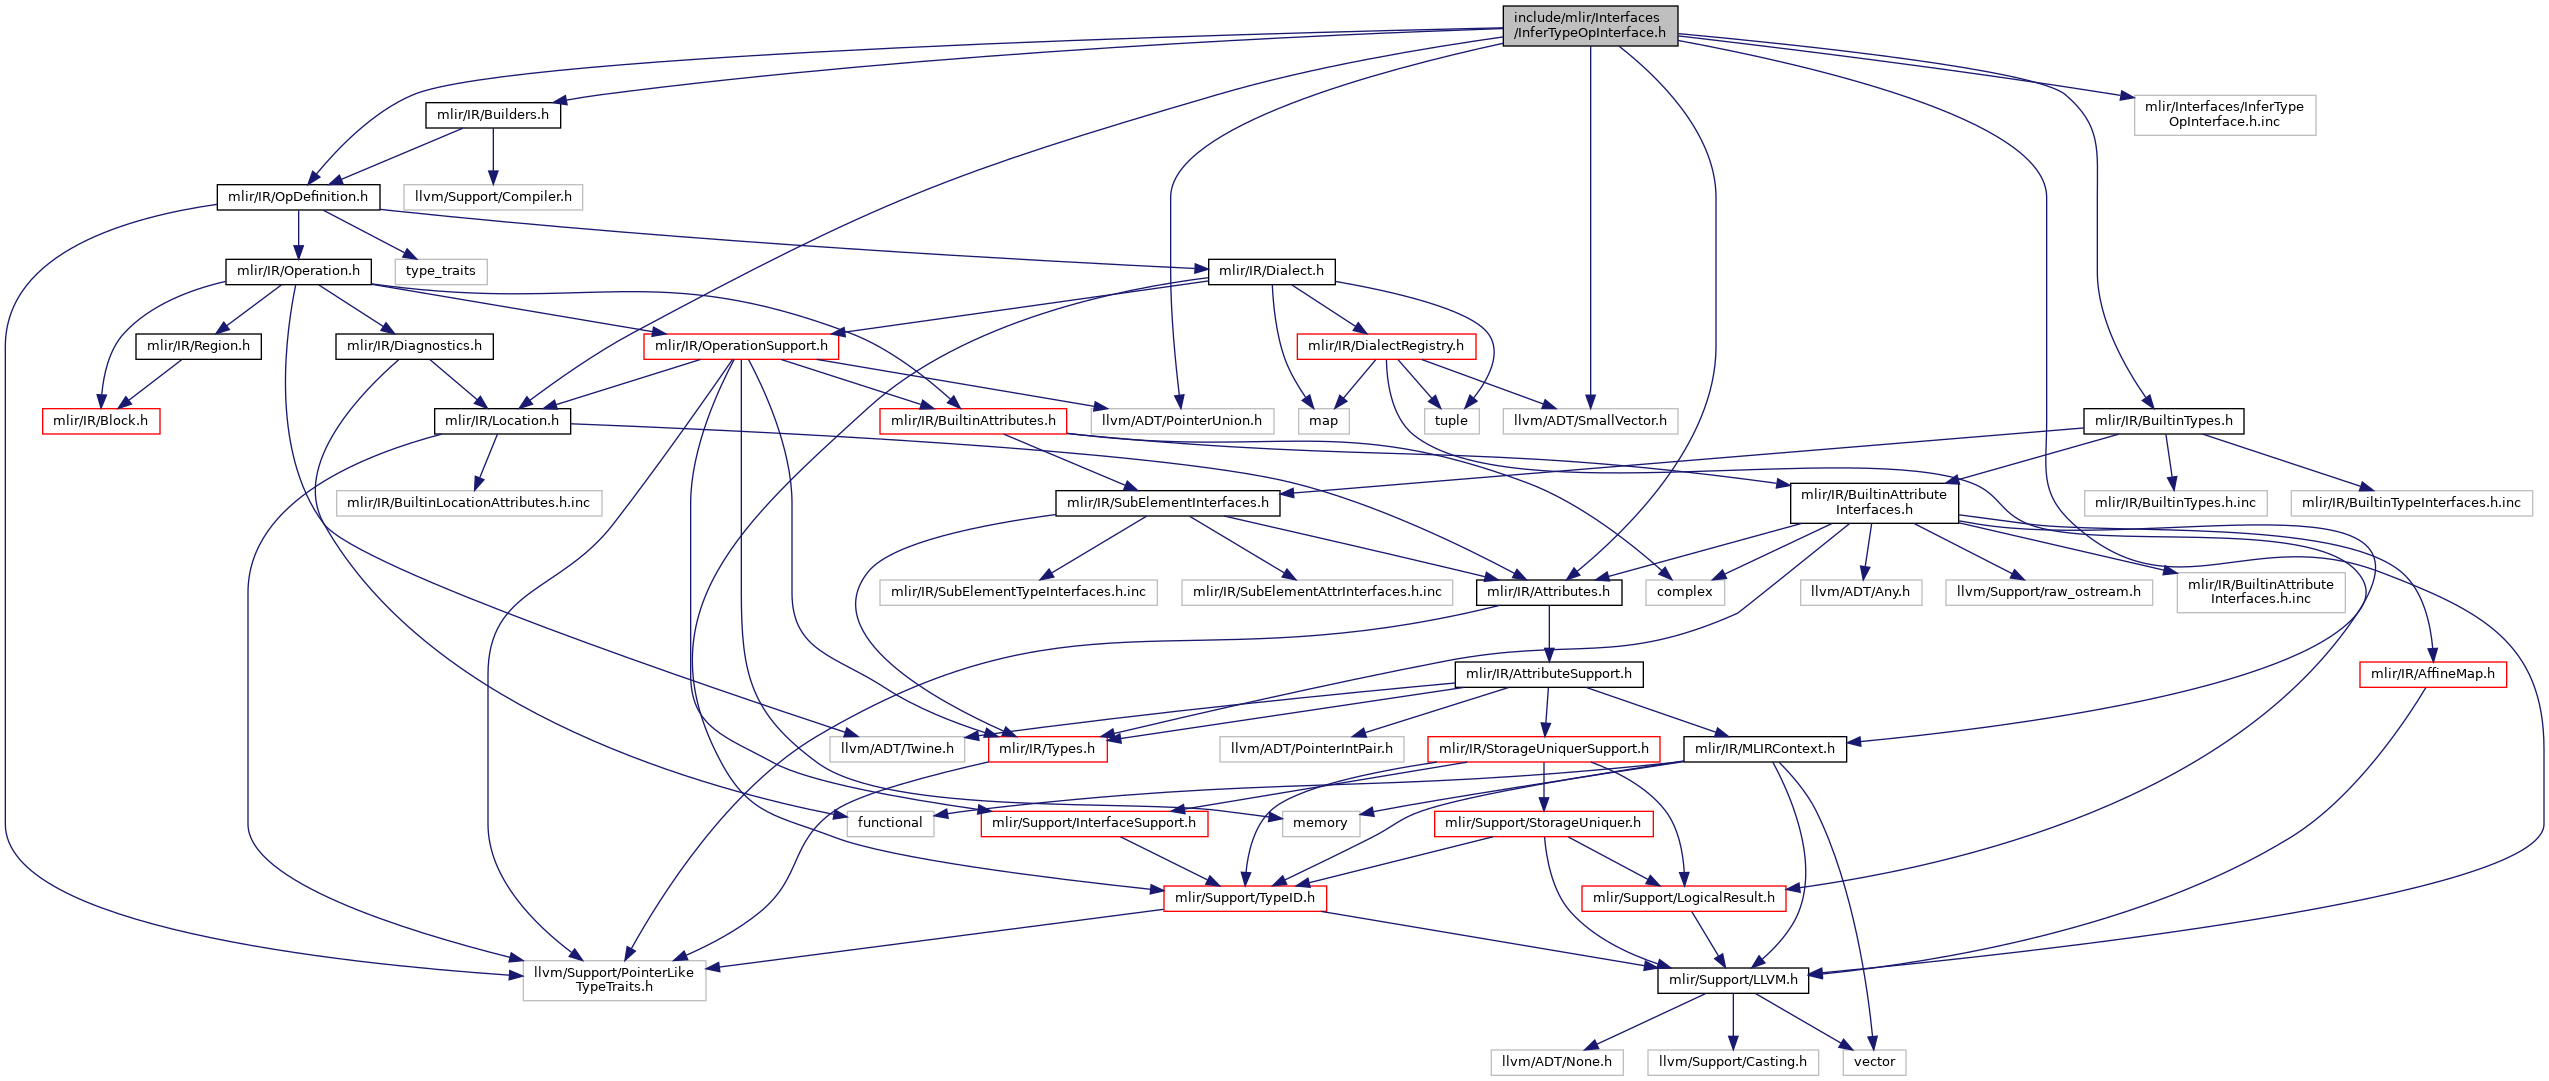 include/mlir/Interfaces
/InferTypeOpInterface.h
mlir/IR/Builders.h
mlir/Interfaces/InferType
OpInterface.h.inc
mlir/IR/OpDefinition.h
llvm/Support/Compiler.h
mlir/IR/Operation.h
type_traits
mlir/IR/Dialect.h
mlir/IR/Region.h
mlir/IR/Diagnostics.h
mlir/IR/OperationSupport.h
mlir/IR/DialectRegistry.h
mlir/IR/Block.h
mlir/IR/Location.h
mlir/IR/BuiltinAttributes.h
llvm/ADT/PointerUnion.h
map
tuple
llvm/ADT/SmallVector.h
mlir/IR/BuiltinTypes.h
mlir/IR/BuiltinLocationAttributes.h.inc
mlir/IR/SubElementInterfaces.h
mlir/IR/BuiltinAttribute
Interfaces.h
mlir/IR/BuiltinTypes.h.inc
mlir/IR/BuiltinTypeInterfaces.h.inc
mlir/IR/SubElementTypeInterfaces.h.inc
mlir/IR/SubElementAttrInterfaces.h.inc
mlir/IR/Attributes.h
complex
llvm/ADT/Any.h
llvm/Support/raw_ostream.h
mlir/IR/BuiltinAttribute
Interfaces.h.inc
mlir/IR/AttributeSupport.h
mlir/IR/AffineMap.h
llvm/ADT/Twine.h
mlir/IR/Types.h
llvm/ADT/PointerIntPair.h
mlir/IR/StorageUniquerSupport.h
mlir/IR/MLIRContext.h
functional
mlir/Support/InterfaceSupport.h
memory
mlir/Support/StorageUniquer.h
mlir/Support/TypeID.h
mlir/Support/LogicalResult.h
llvm/Support/PointerLike
TypeTraits.h
mlir/Support/LLVM.h
llvm/ADT/None.h
llvm/Support/Casting.h
vector